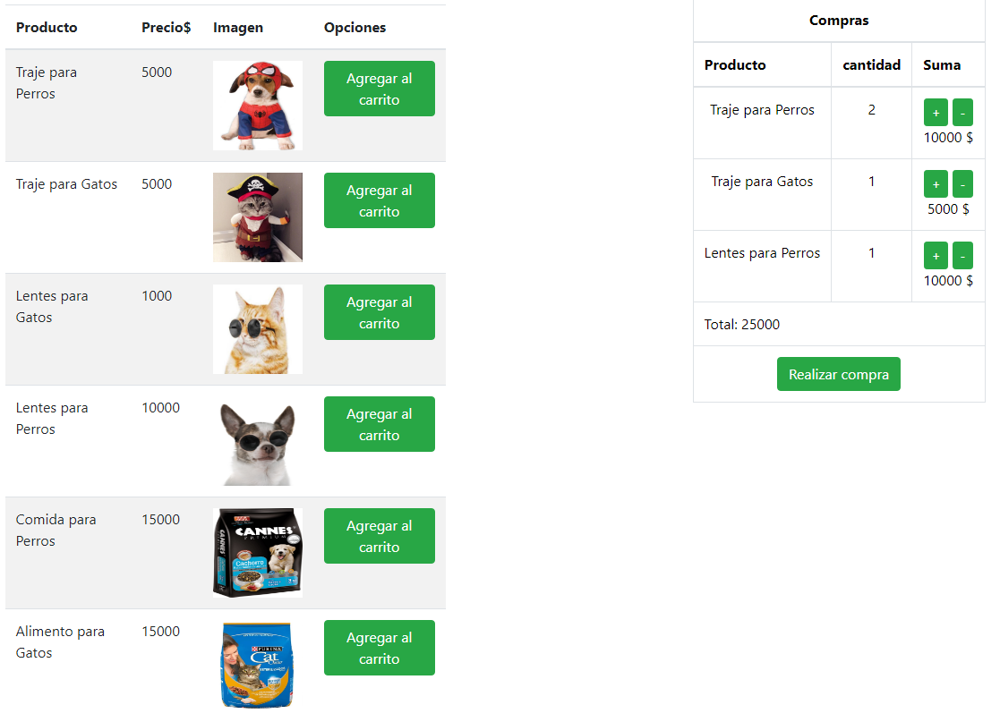 Producto Precio$ Imagen Opciones
Traje para
Perros
5000
Agregar al
carrito
Traje para Gatos
5000
Agregar al
carrito
Lentes para
Gatos
1000
Agregar al
carrito
Lentes para
Perros
10000
Agregar al
carrito
Comida para
Perros
15000
CANNES
PREMIUM
Cachorro
CANNES
Agregar al
carrito
Alimento para
Gatos
15000
PURINA
Cat
Agregar al
carrito
Compras
Producto cantidad Suma
Traje para Perros 2 + -
10000 $
Traje para Gatos 1 + -
5000 $
Lentes para Perros 1 + -
10000 $
Total: 25000
Realizar compra